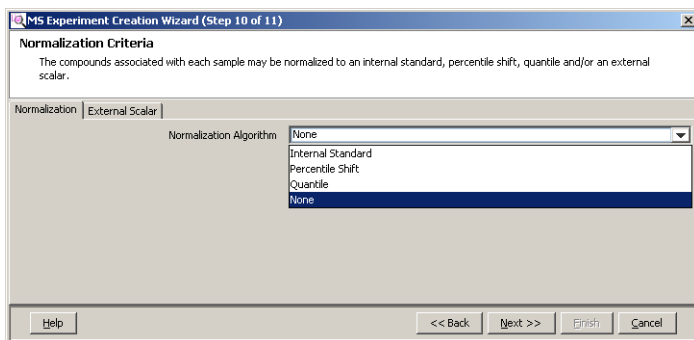 MS Experiment Creation Wizard (Step 10 of 11)
Normalization Criteria
The compounds associated with each sample may be normalized to an internal standard, percentile shift, quantile and/or an external
scalar.
Normalization External Scalar
Normalization Algorithm None
Internal Standard
Percentile Shift
Quantile
None
Help << Back Next >> Finish Cancel